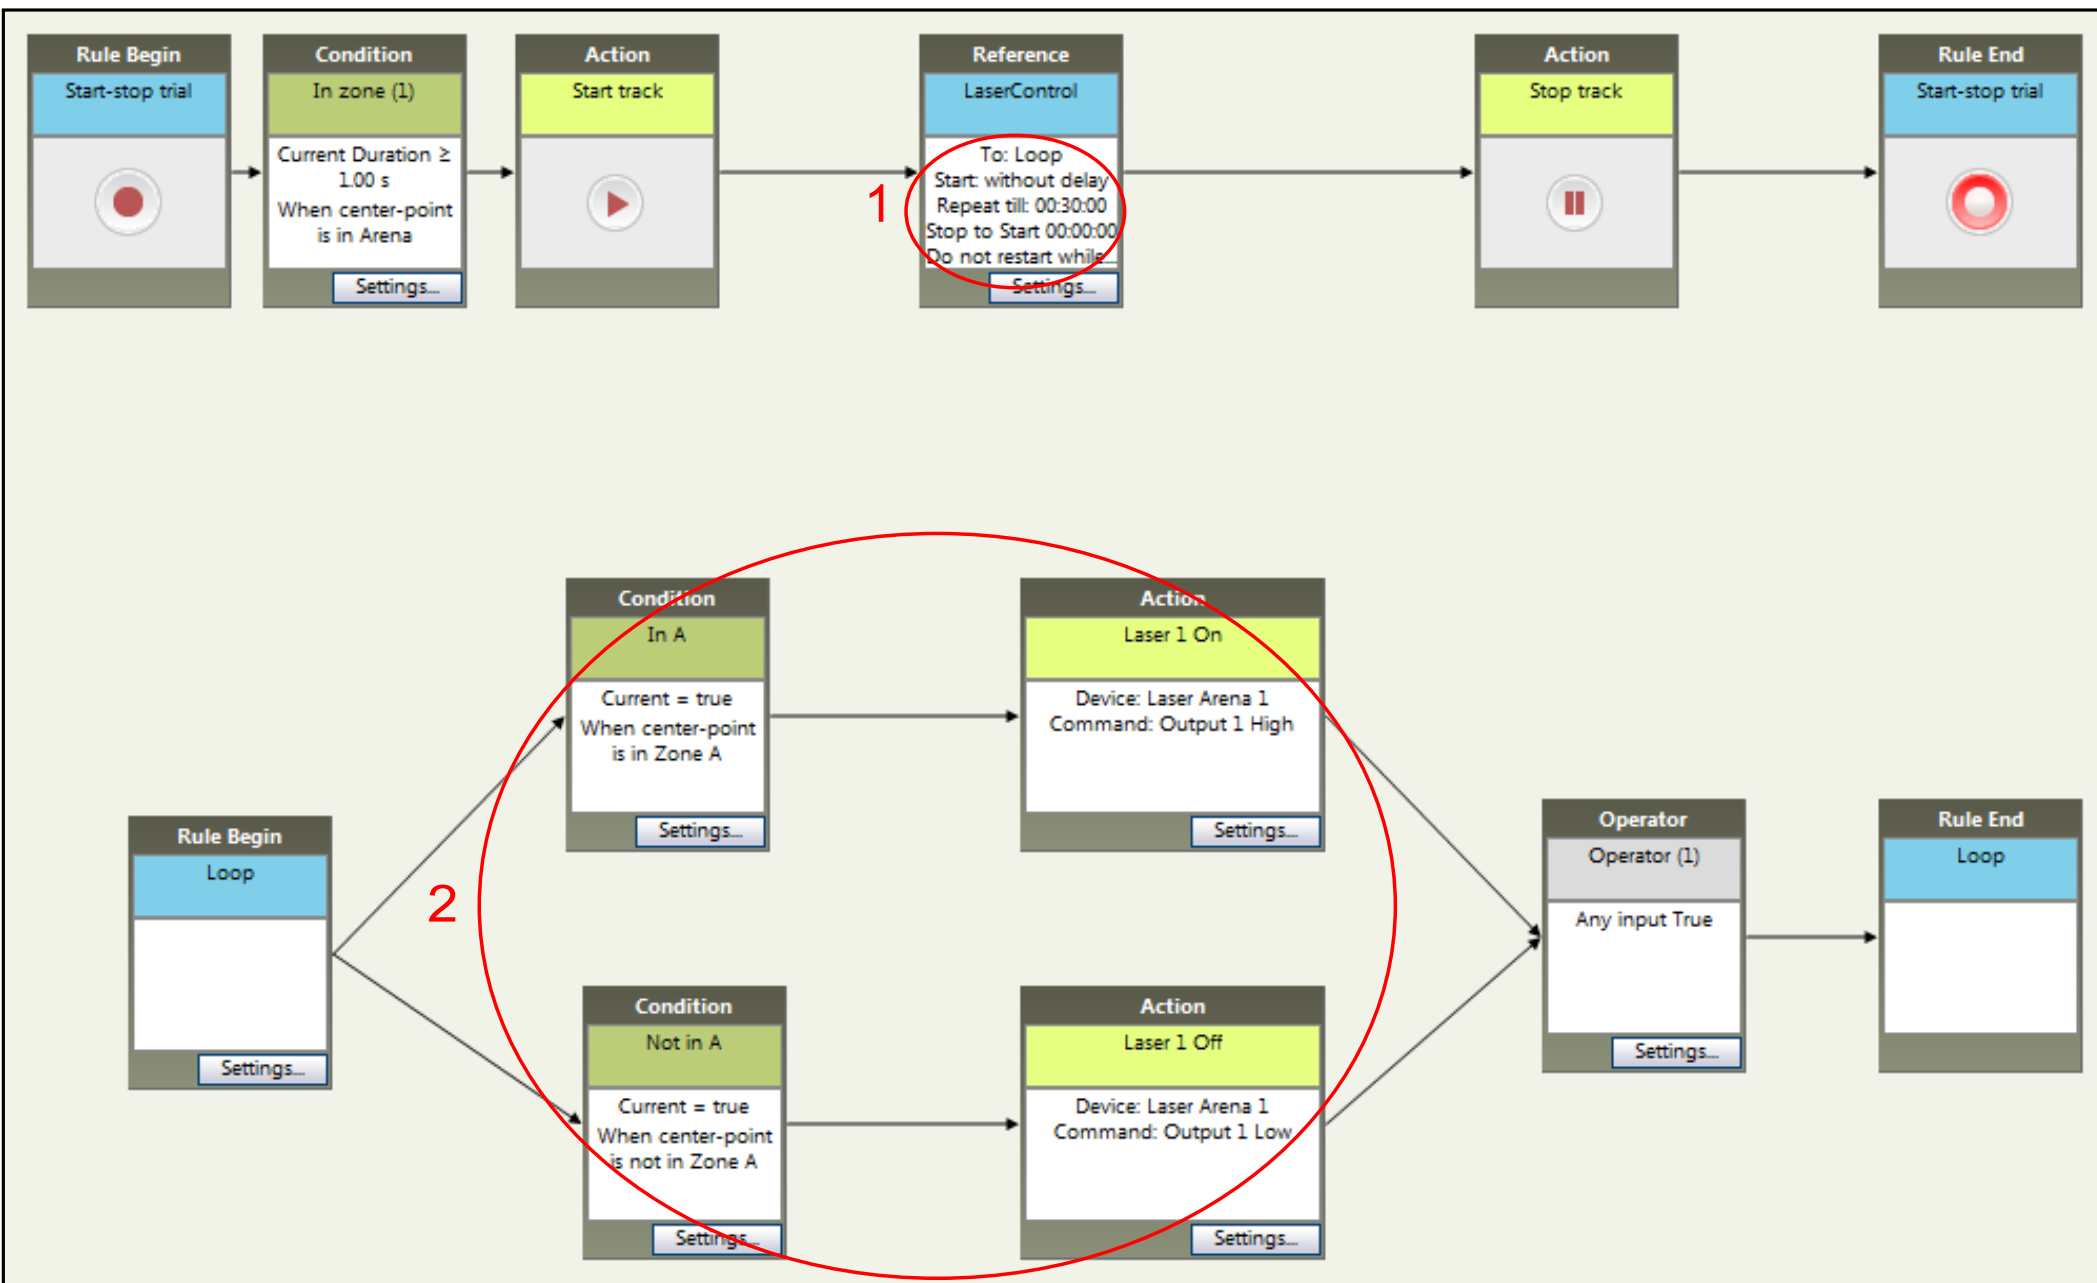 Rule Begin
Start-stop trial
Condition
In zone (1)
Current Duration ≥
1.00 s
When center-point
is in Arena
Settings...
Action
Start track
1
Reference
LaserControl
To: Loop
Start: without delay
Repeat till: 00:30:00
Stop to Start 00:00:00
Do not restart while...
Settings...
Action
Stop track
Rule End
Start-stop trial
Rule Begin
Loop
Settings...
2
Condition
In A
Current = true
When center-point
is in Zone A
Settings...
Action
Laser 1 On
Device: Laser Arena 1
Command: Output 1 High
Settings...
Condition
Not in A
Current = true
When center-point
is not in Zone A
Settings...
Action
Laser 1 Off
Device: Laser Arena 1
Command: Output 1 Low
Settings...
Operator
Operator (1)
Any input True
Settings...
Rule End
Loop